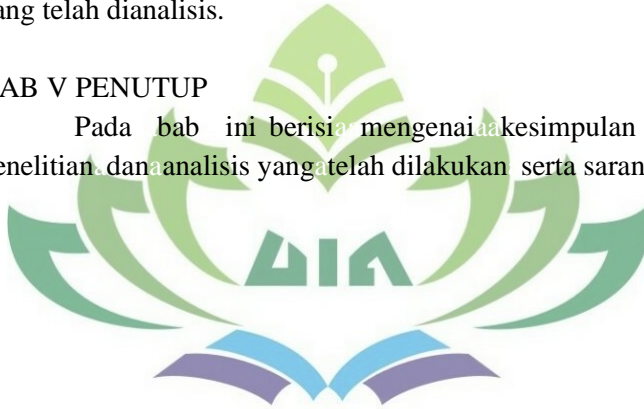 ang telah dianalisis.
AB V PENUTUP
Pada bab ini berisi mengenai kesimpulan
enelitian dan analisis yang telah dilakukan serta saran
UIN